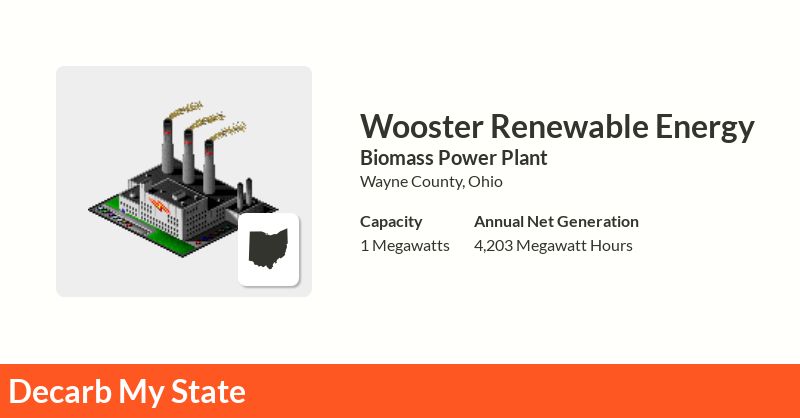 Wooster Renewable Energy
Biomass Power Plant
Wayne County, Ohio
Capacity Annual Net Generation
1 Megawatts 4,203 Megawatt Hours
Decarb My State